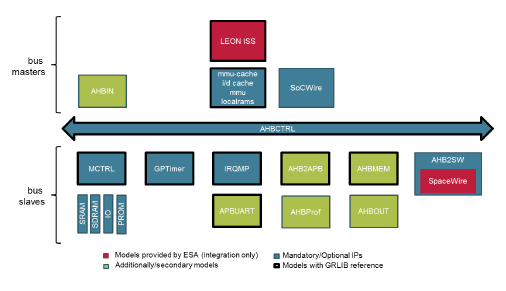 LEON ISS
bus
masters
AHBIN
mmu-cache
i/d cache
mmu
localrams
SoCWire
AHBCTRL
bus
slaves
MCTRL
GPTimer
IRQMP
AHB2APB
AHBMEM
AHB2SW
SpaceWire
SRAM
SDRAM
IO
PROM
APBUART
AHBProf
AHBOUT
Models provided by ESA (integration only)
Mandatory/Optional IPs
Additionally/secondary models
Models with GRLIB reference